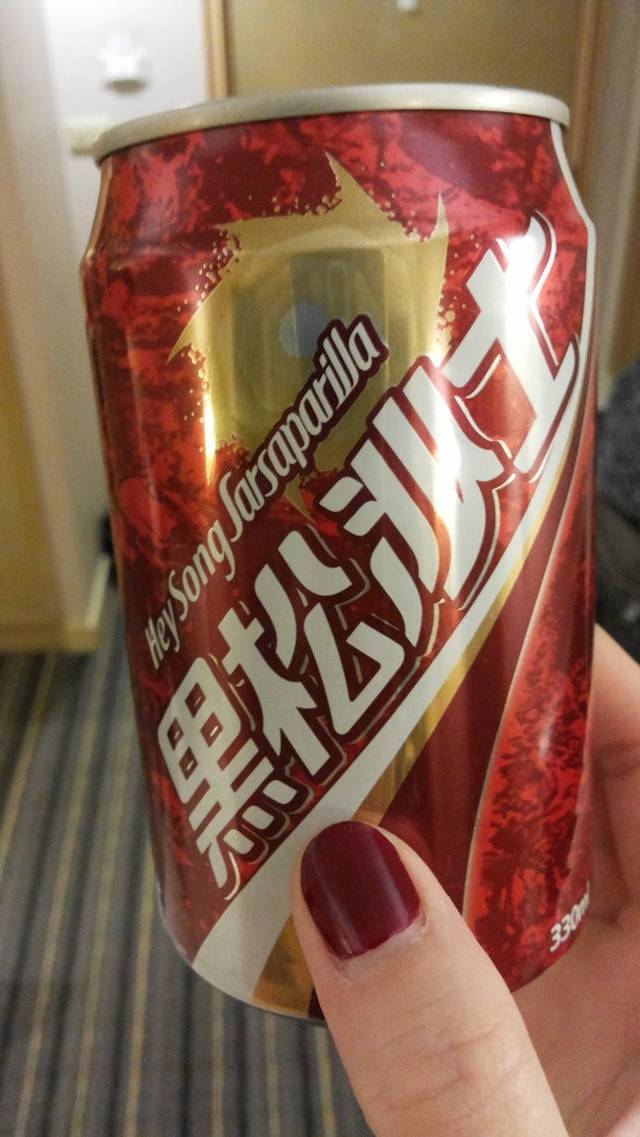 Hey Song Sarsaparilla
黑松沙士
330ml